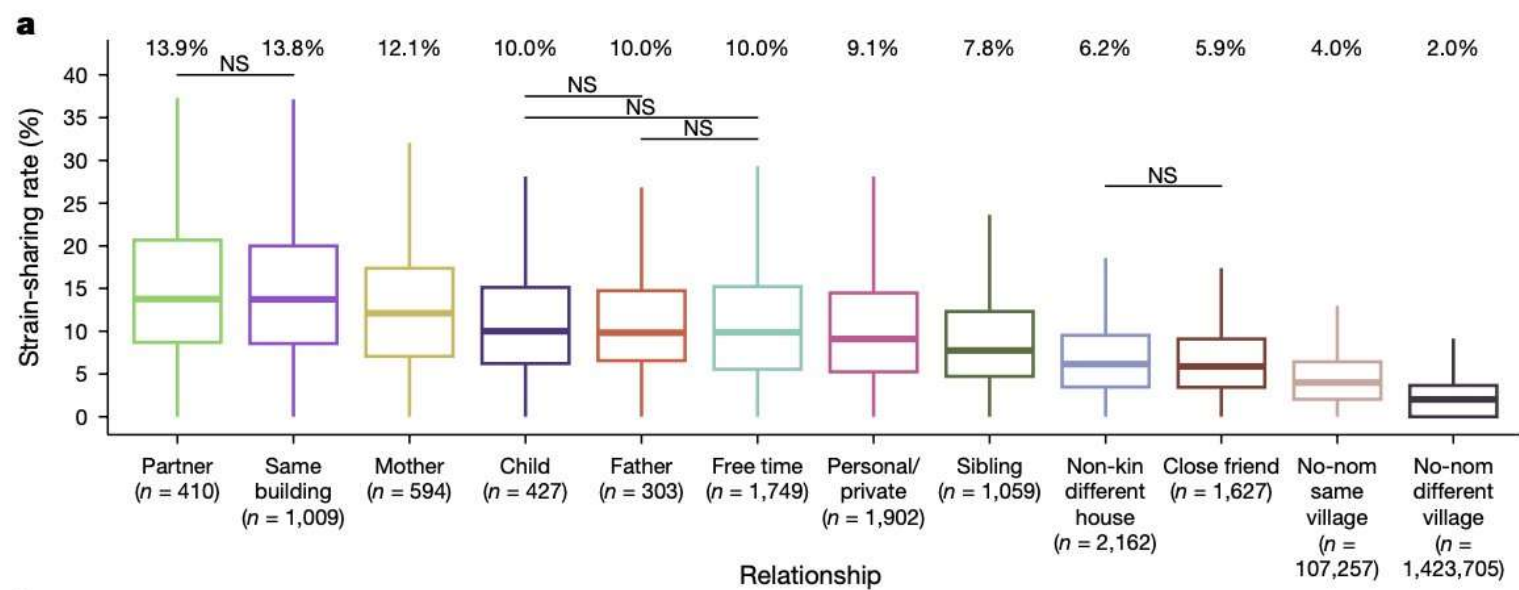 a
13.9% 13.8% 12.1% 10.0% 10.0% 10.0% 9.1% 7.8% 6.2% 5.9% 4.0% 2.0%
NS
NS
NS
NS
NS
Strain-sharing rate (%)
40
35
30
25
20
15
10
5
0
Partner
(n = 410)
Same
building
(n = 1,009)
Mother
(n = 594)
Child
(n = 427)
Father
(n = 303)
Free time
(n = 1,749)
Personal/
private
(n = 1,902)
Sibling
(n = 1,059)
Non-kin
different
house
(n = 2,162)
Close friend
(n = 1,627)
No-nom
same
village
(n =
107,257)
No-nom
different
village
(n =
1,423,705)
Relationship